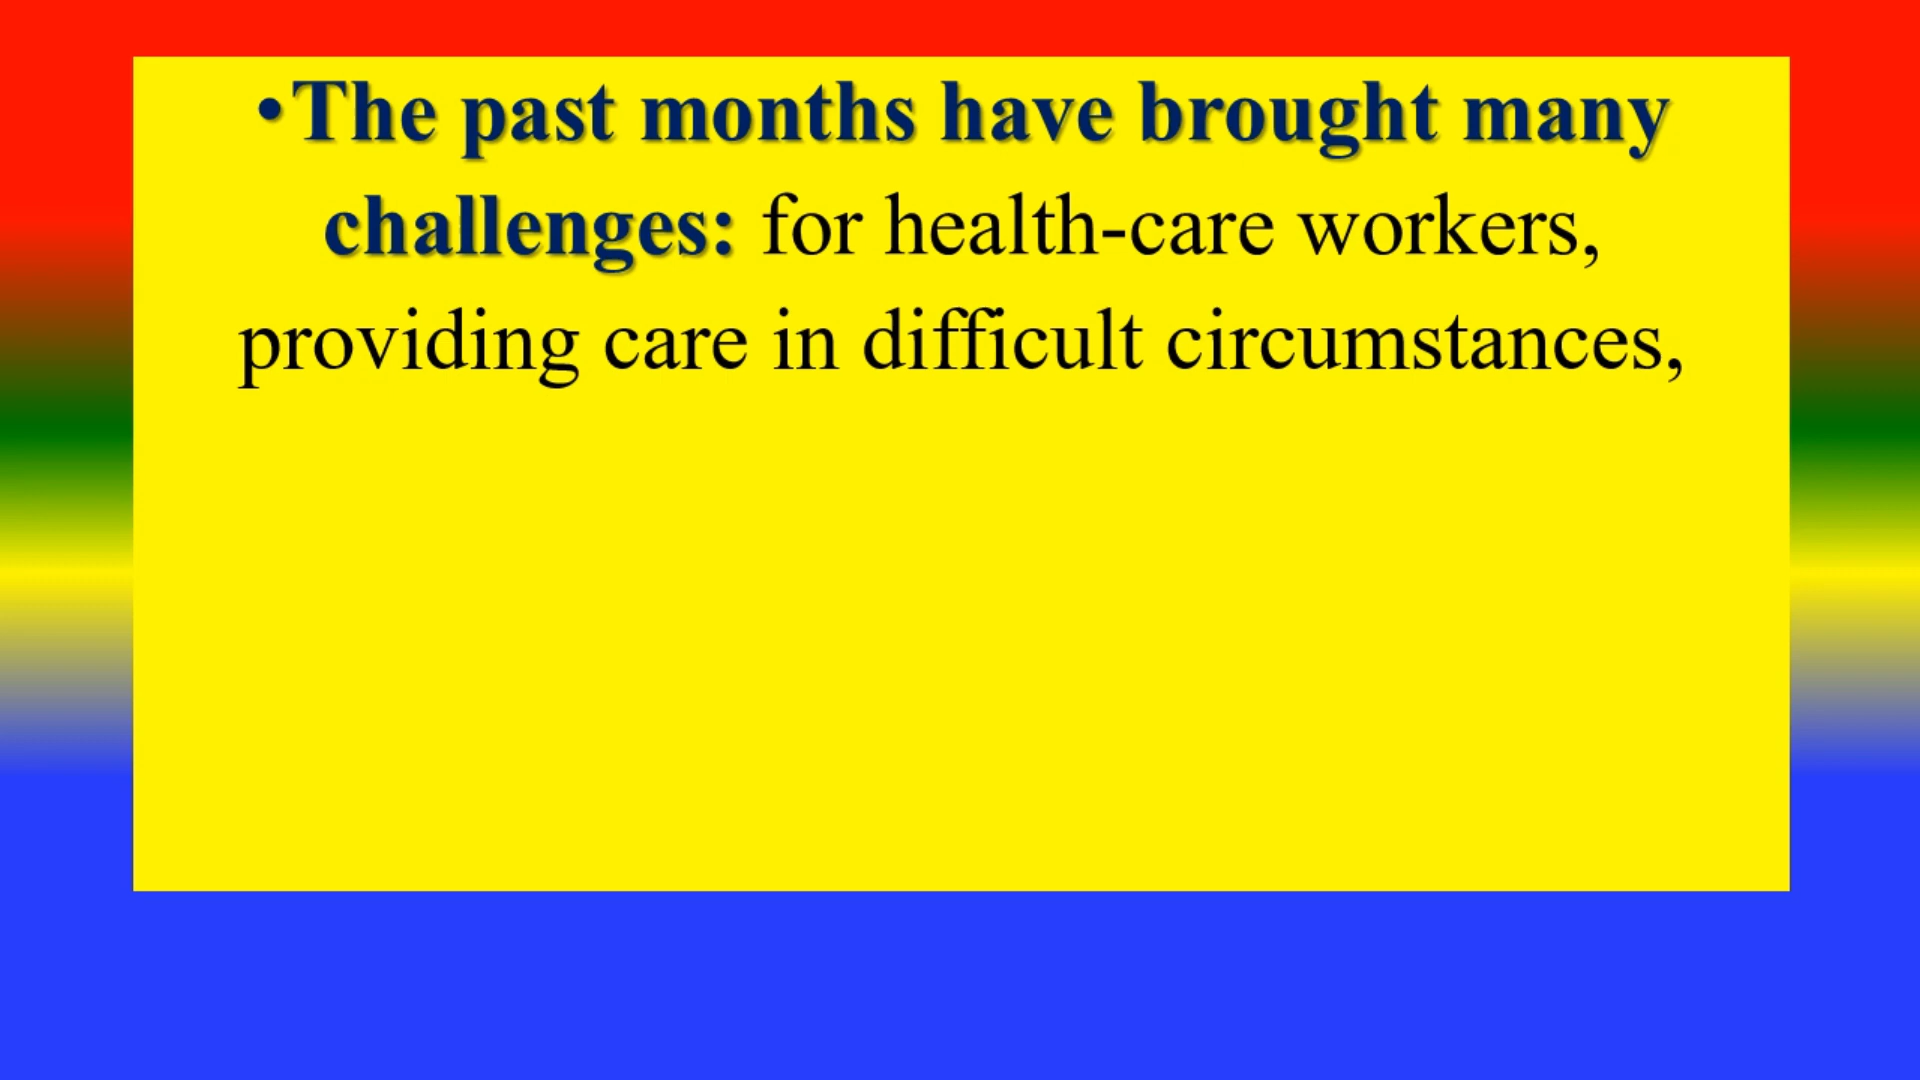 •The past months have brought many
challenges: for health-care workers,
providing care in difficult circumstances,